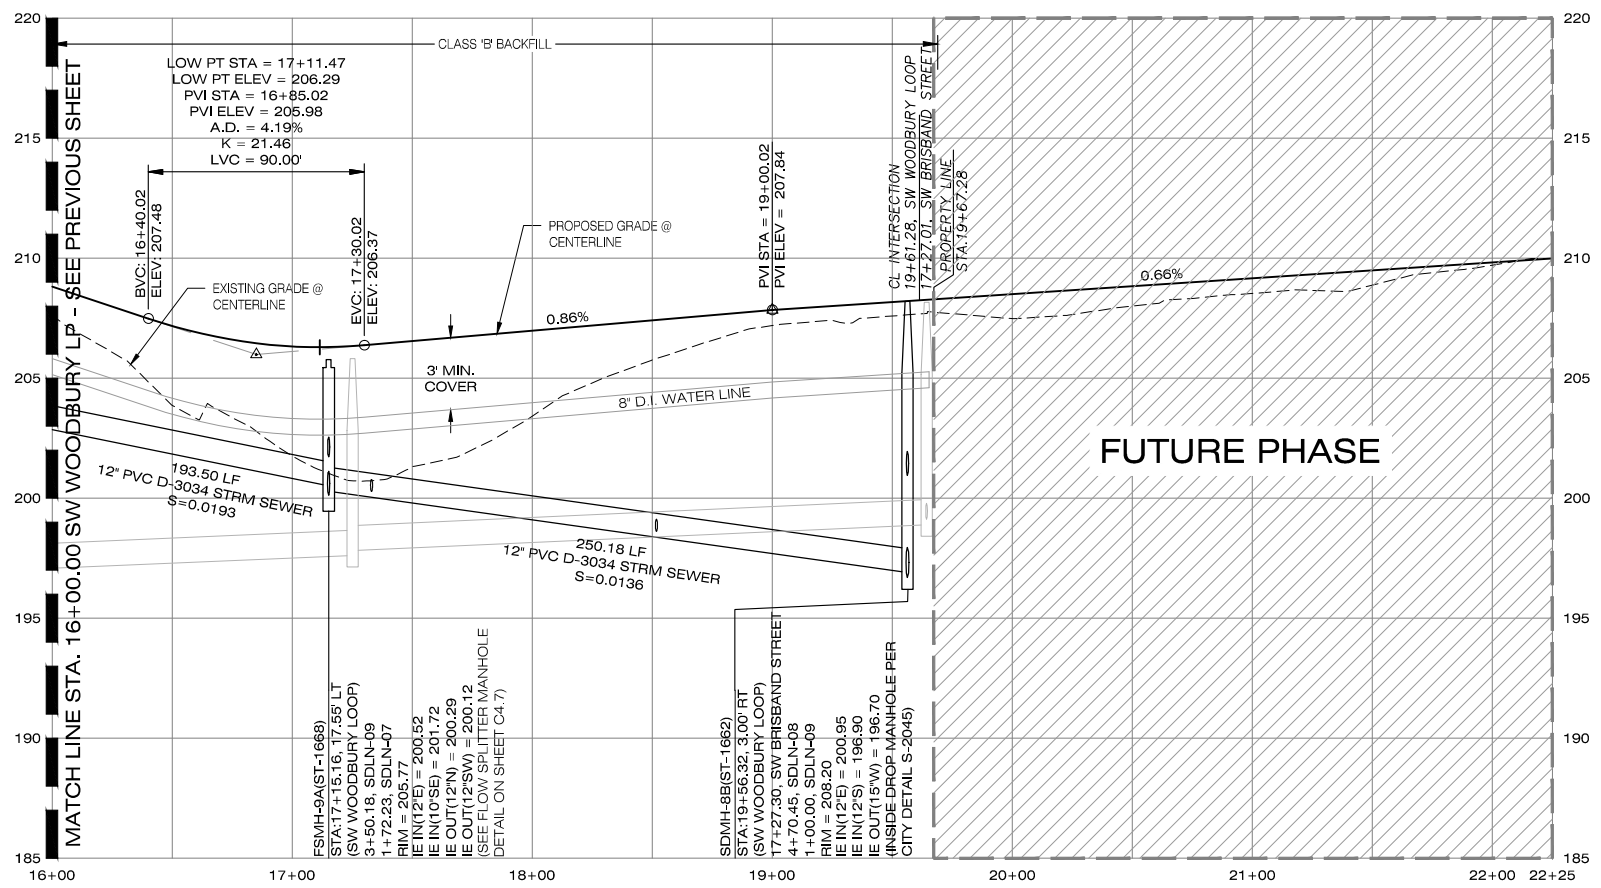 220
215
210
205
200
195
190
185
220
215
210
205
200
195
190
185
MATCH LINE STA. 16+00.00 SW WOODBURY LP - SEE PREVIOUS SHEET
CLASS 'B' BACKFILL
LOW PT STA = 17+11.47
LOW PT ELEV = 206.29
PVI STA = 16+85.02
PVI ELEV = 205.98
A.D. = 4.19%
K = 21.46
LVC = 90.00'
BVC: 16+40.02
ELEV: 207.48
EVC: 17+30.02
ELEV: 206.37
EXISTING GRADE @
CENTERLINE
PROPOSED GRADE @
CENTERLINE
0.86%
3' MIN.
COVER
8" D.I. WATER LINE
PVI STA = 19+00.02
PVI ELEV = 207.84
CL INTERSECTION
19+61.28, SW WOODBURY LOOP
17+27.01, SW BRISBAND STREET
PROPERTY LINE
STA:19+67.28
0.66%
FUTURE PHASE
193.50 LF
12" PVC D-3034 STRM SEWER
S=0.0193
250.18 LF
12" PVC D-3034 STRM SEWER
S=0.0136
FSMH-9A(ST-1668)
STA:17+15.16, 17.55' LT
(SW WOODBURY LOOP)
3+50.18, SDLN-09
1+72.23, SDLN-07
RIM = 205.77
IE IN(12"E) = 200.52
IE IN(10"SE) = 201.72
IE OUT(12"N) = 200.29
IE OUT(12"SW) = 200.12
(SEE FLOW SPLITTER MANHOLE
DETAIL ON SHEET C4.7)
SDMH-8B(ST-1662)
STA:19+56.32, 3.00' RT
(SW WOODBURY LOOP)
17+27.30, SW BRISBAND STREET
4+70.45, SDLN-08
1+00.00, SDLN-09
RIM = 208.20
IE IN(12"E) = 200.95
IE IN(12"S) = 196.90
IE OUT(15"W) = 196.70
(INSIDE DROP MANHOLE PER
CITY DETAIL S-2045)
16+00
17+00
18+00
19+00
20+00
21+00
22+00
22+25